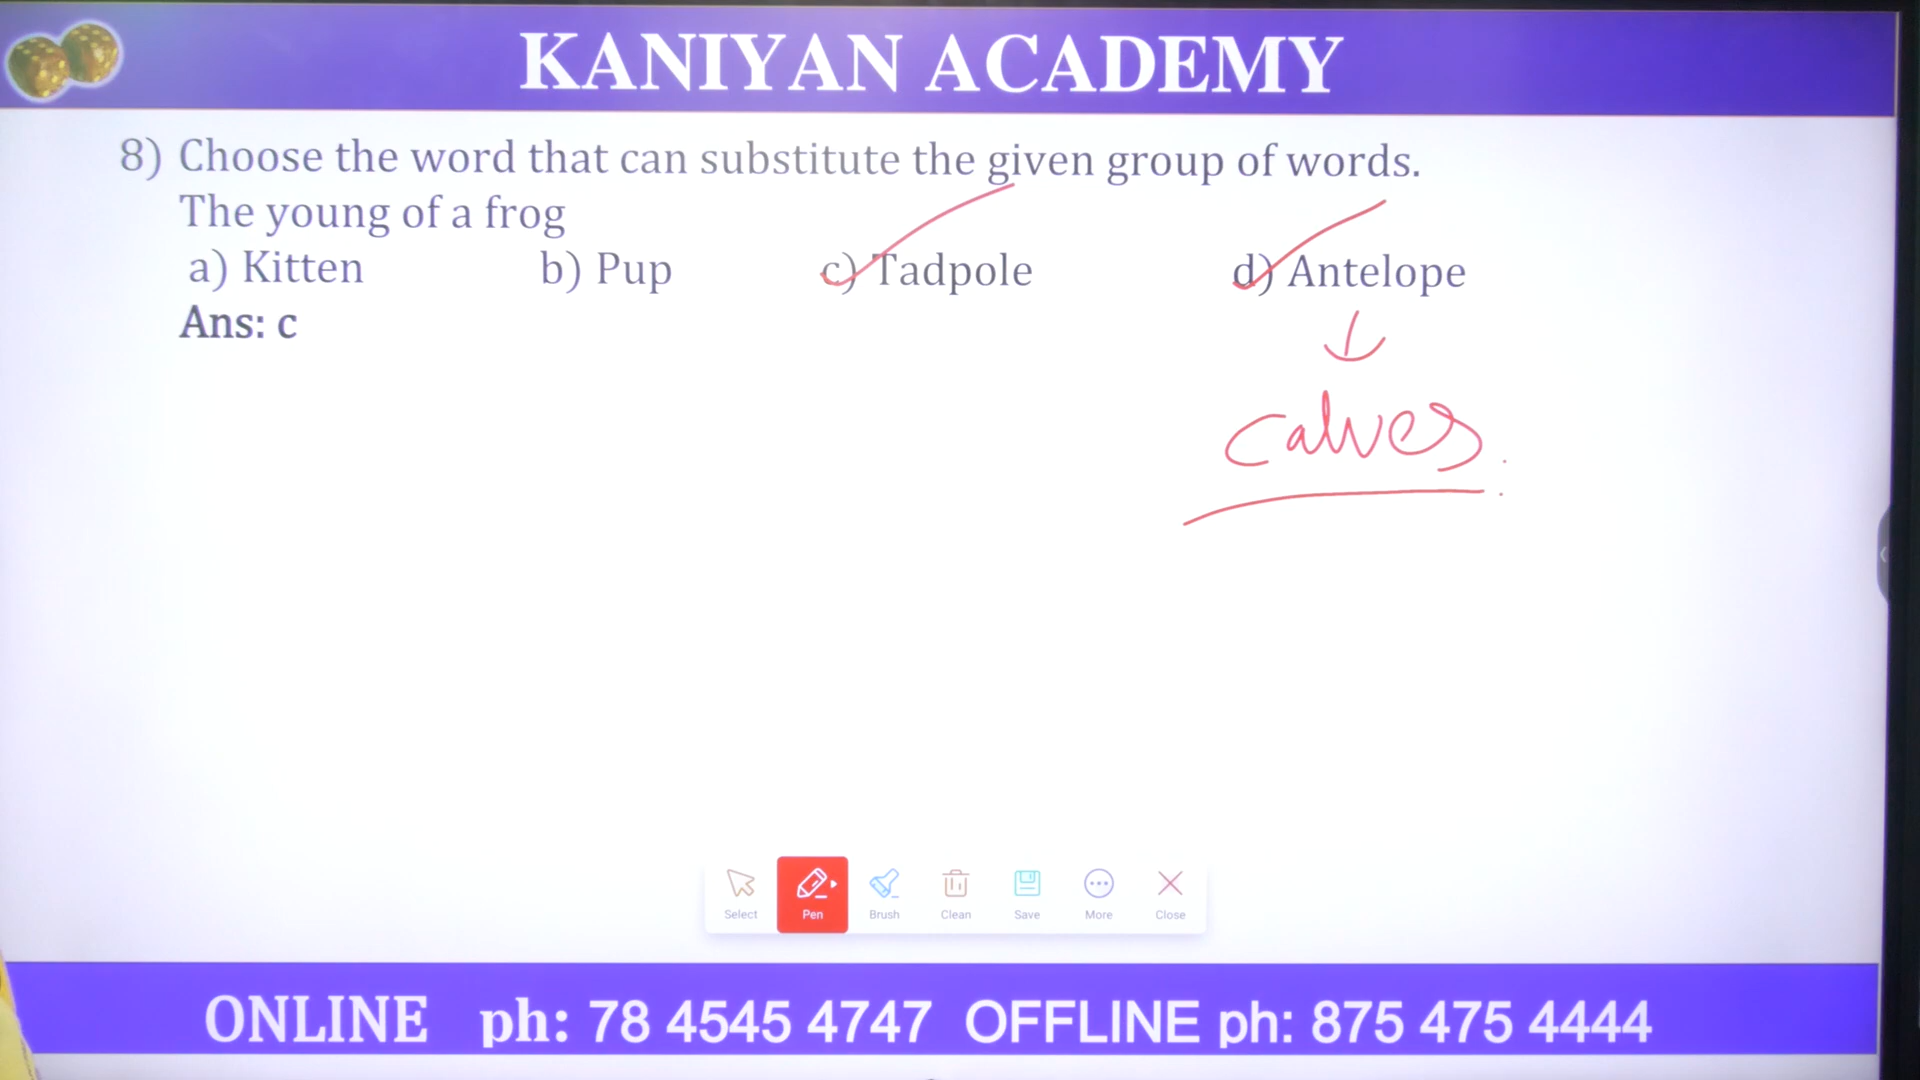 KANIYAN ACADEMY
8) Choose the word that can substitute the given group of words.
The young of a frog
a) Kitten b) Pup c) Tadpole d) Antelope
Ans: c
calves.
Select Pen Brush Clean Save More Close
ONLINE ph: 78 4545 4747 OFFLINE ph: 875 475 4444